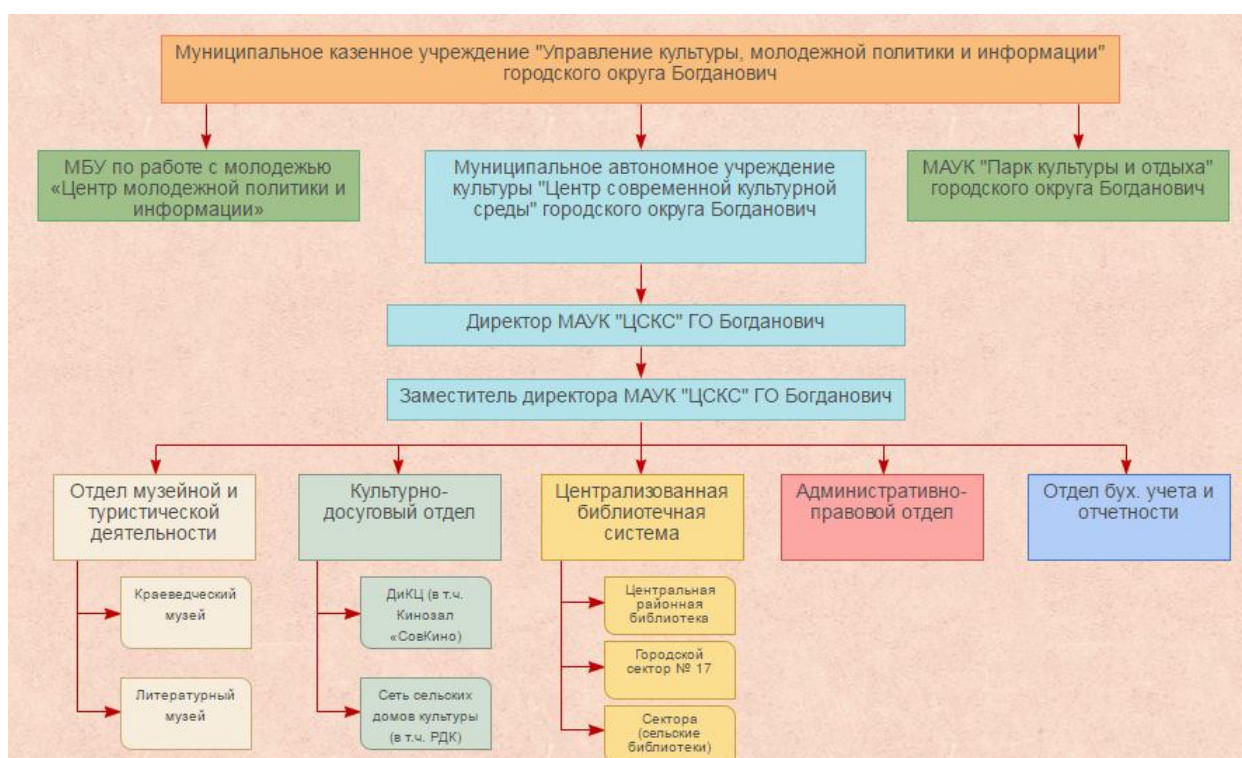 Муниципальное казенное учреждение "Управление культуры, молодежной политики и информации"
городского округа Богданович
МБУ по работе с молодежью
«Центр молодежной политики и
информации»
Муниципальное автономное учреждение
культуры "Центр современной культурной
среды" городского округа Богданович
МАУК "Парк культуры и отдыха"
городского округа Богданович
Директор МАУК "ЦСКС" ГО Богданович
Заместитель директора МАУК "ЦСКС" ГО Богданович
Отдел музейной и
туристической
деятельности
Культурно-
досуговый отдел
Централизованная
библиотечная
система
Административно-
правовой отдел
Отдел бух. учета и
отчетности
Краеведческий
музей
Литературный
музей
ДиКЦ (в т.ч.
Кинозал
«СовКино)
Сеть сельских
домов культуры
(в т.ч. РДК)
Центральная
районная
библиотека
Городской
сектор № 17
Сектора
(сельские
библиотеки)